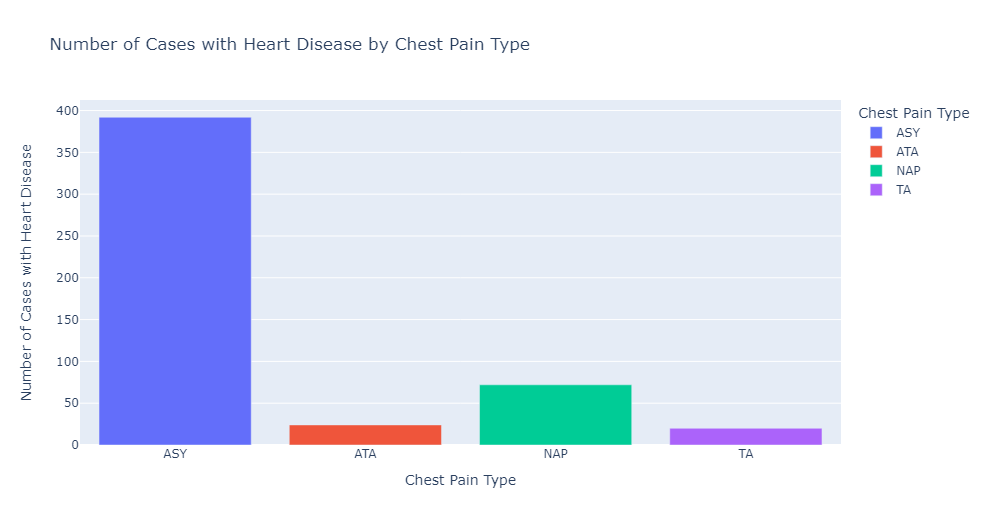 Number of Cases with Heart Disease by Chest Pain Type
Number of Cases with Heart Disease
400
350
300
250
200
150
100
50
0
ASY
ATA
NAP
TA
Chest Pain Type
Chest Pain Type
ASY
ATA
NAP
TA